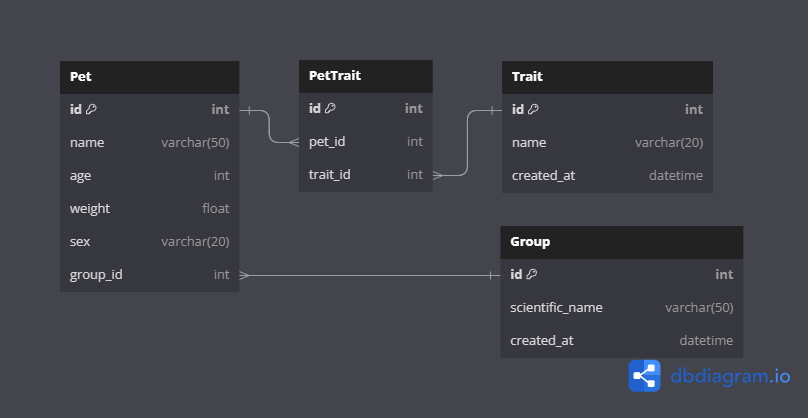 Pet
id int
name varchar(50)
age int
weight float
sex varchar(20)
group_id int
PetTrait
id int
pet_id int
trait_id int
Trait
id int
name varchar(20)
created_at datetime
Group
id int
scientific_name varchar(50)
created_at datetime
dbdiagram.io